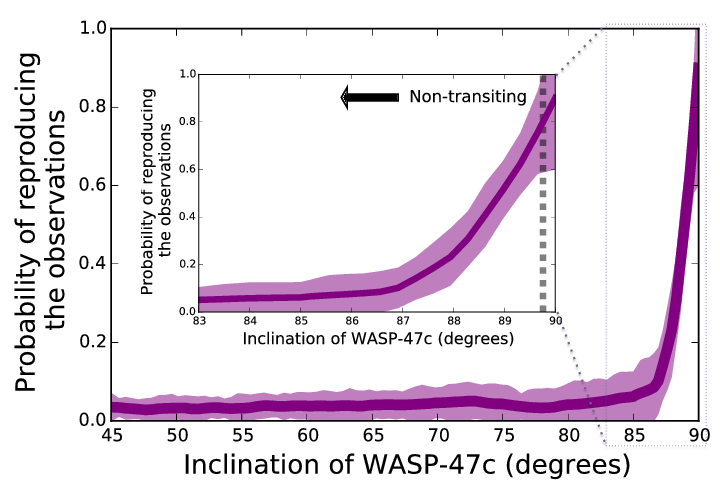 Probability of reproducing
the observations
1.0
0.8
0.6
0.4
0.2
0.0
45 50 55 60 65 70 75 80 85 90
Inclination of WASP-47c (degrees)
Probability of reproducing
the observations
1.0
0.8
0.6
0.4
0.2
0.0
Non-transiting
83 84 85 86 87 88 89 90
Inclination of WASP-47c (degrees)